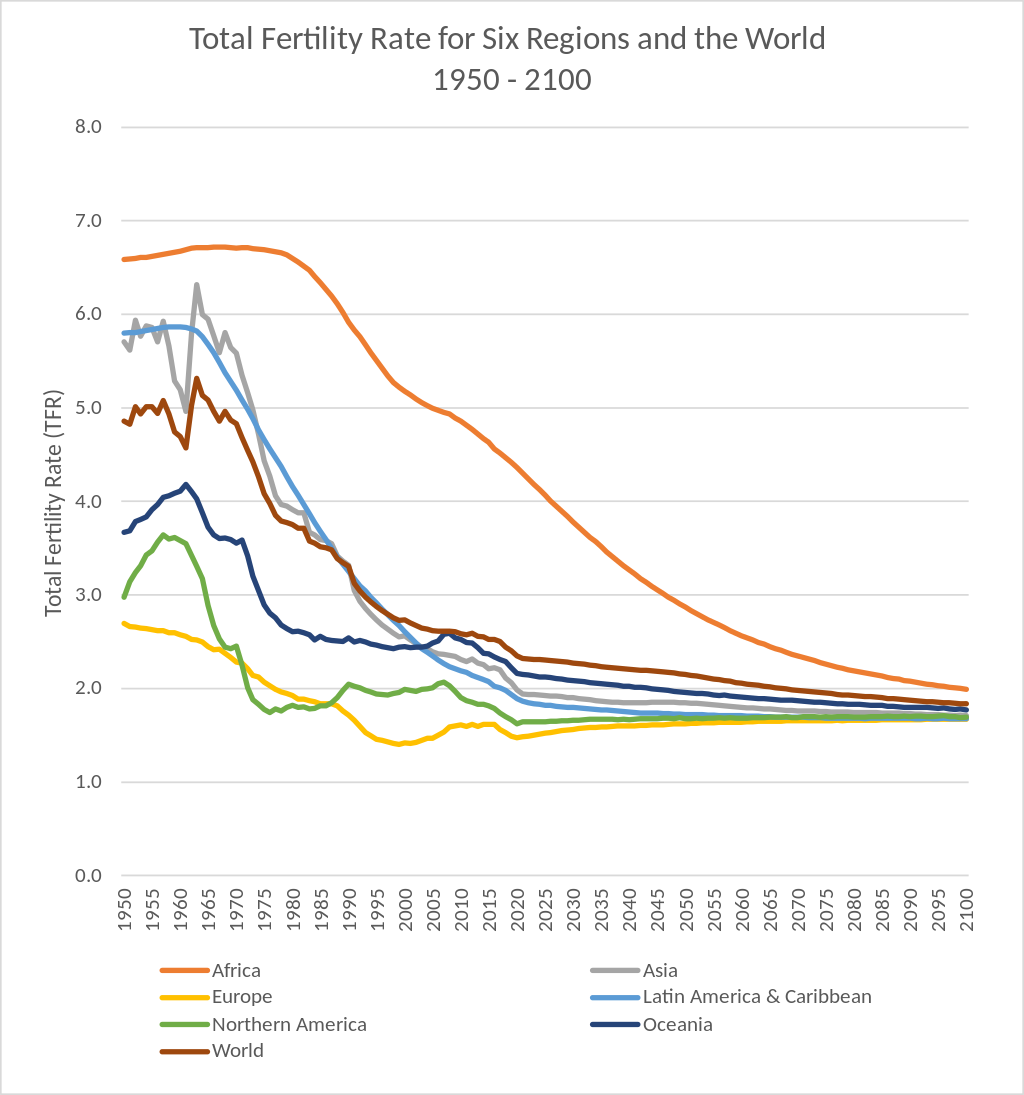 Total Fertility Rate for Six Regions and the World
1950 - 2100
8.0
7.0
6.0
5.0
4.0
3.0
2.0
1.0
0.0
Total Fertility Rate (TFR)
1950 1955 1960 1965 1970 1975 1980 1985 1990 1995 2000 2005 2010 2015 2020 2025 2030 2035 2040 2045 2050 2055 2060 2065 2070 2075 2080 2085 2090 2095 2100
Africa Asia
Europe Latin America & Caribbean
Northern America Oceania
World